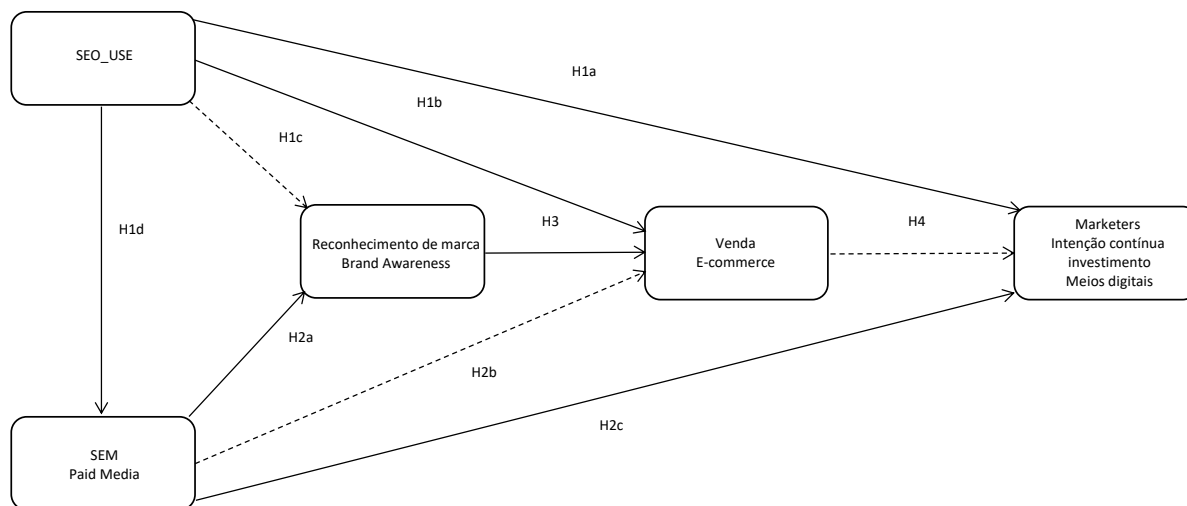 SEO_USE
H1a
H1b
H1c
H1d
Reconhecimento de marca
Brand Awareness
H3
Venda
E-commerce
H4
Marketers
Intenção contínua
investimento
Meios digitais
H2a
H2b
H2c
SEM
Paid Media